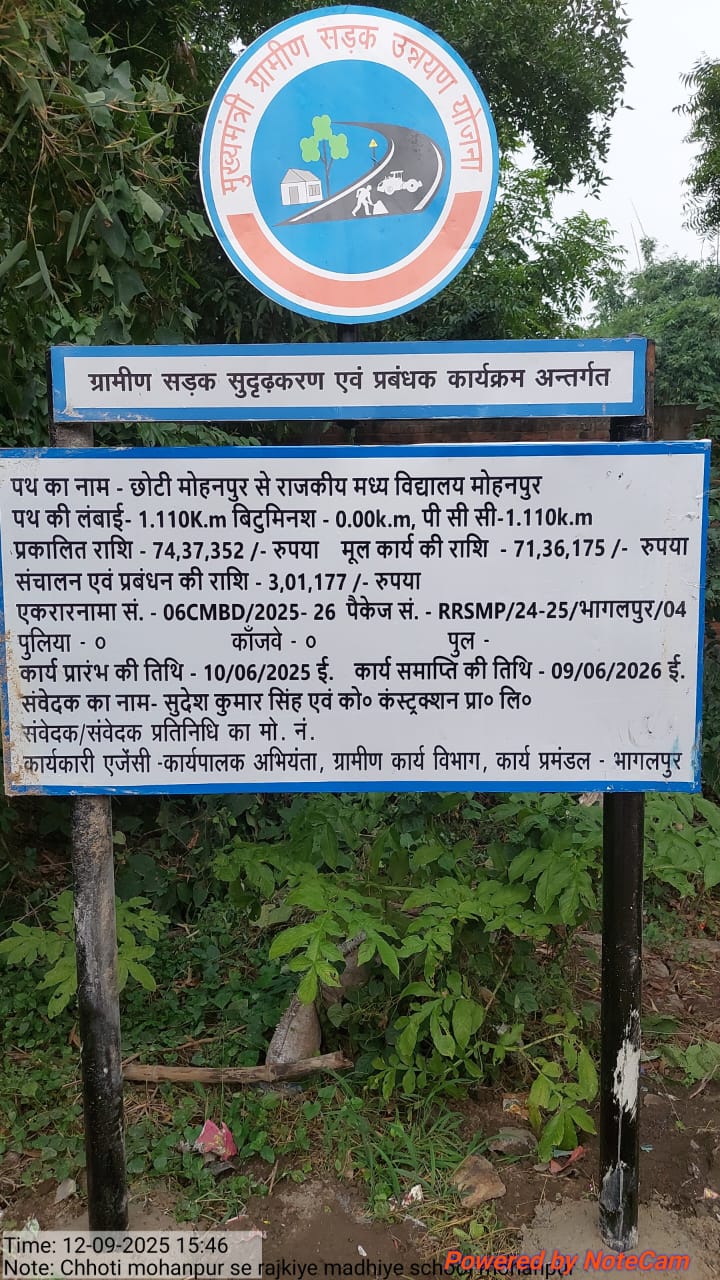 मुख्यमंत्री ग्रामीण सड़क उन्नयण योजना
ग्रामीण सड़क सुदृढ़करण एवं प्रबंधक कार्यक्रम अन्तर्गत
पथ का नाम - छोटी मोहनपुर से राजकीय मध्य विद्यालय मोहनपुर
पथ की लंबाई- 1.110K.m बिटुमिनश - 0.00k.m, पी सी सी-1.110k.m
प्रकालित राशि - 74,37,352 /- रुपया मूल कार्य की राशि - 71,36,175 /- रुपया
संचालन एवं प्रबंधन की राशि - 3,01,177 /- रुपया
एकरारनामा सं. - 06CMBD/2025- 26 पैकेज सं. - RRSMP/24-25/भागलपुर/04
पुलिया - ० काँजवे - ० पुल -
कार्य प्रारंभ की तिथि - 10/06/2025 ई. कार्य समाप्ति की तिथि - 09/06/2026 ई.
संवेदक का नाम- सुदेश कुमार सिंह एवं को० कंस्ट्रक्शन प्रा० लि०
संवेदक/संवेदक प्रतिनिधि का मो. नं.
कार्यकारी एजेंसी -कार्यपालक अभियंता, ग्रामीण कार्य विभाग, कार्य प्रमंडल - भागलपुर
Time: 12-09-2025 15:46
Note: Chhoti mohanpur se rajkiye madhiye school mohanpur
Powered by NoteCam